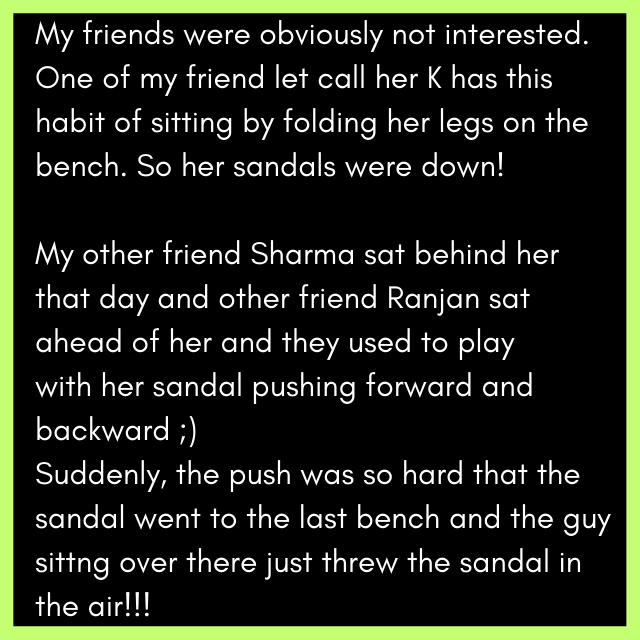 My friends were obviously not interested.
One of my friend let call her K has this
habit of sitting by folding her legs on the
bench. So her sandals were down!
My other friend Sharma sat behind her
that day and other friend Ranjan sat
ahead of her and they used to play
with her sandal pushing forward and
backward ;)
Suddenly, the push was so hard that the
sandal went to the last bench and the guy
sittng over there just threw the sandal in
the air!!!